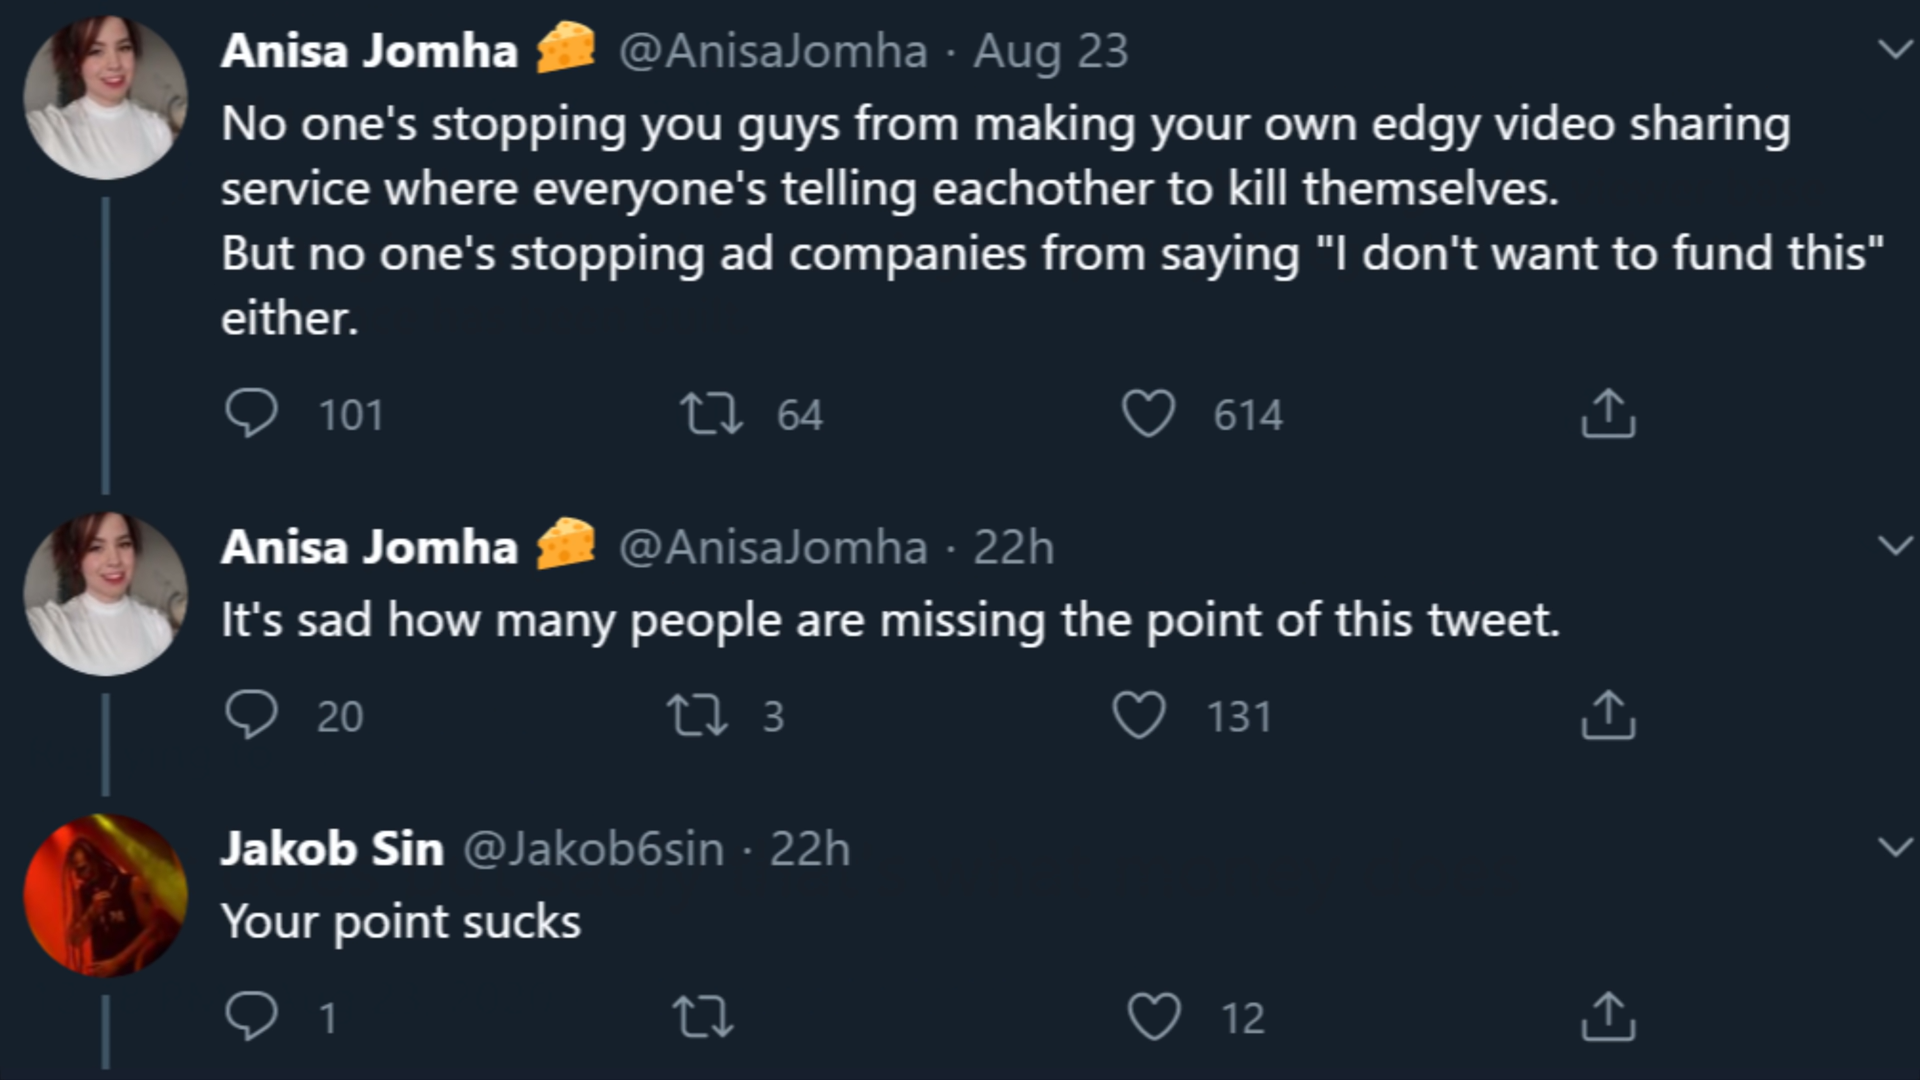 Anisa Jomha 🧀 @AnisaJomha · Aug 23
No one's stopping you guys from making your own edgy video sharing
service where everyone's telling eachother to kill themselves.
But no one's stopping ad companies from saying "I don't want to fund this"
either.
101 64 614
Anisa Jomha 🧀 @AnisaJomha · 22h
It's sad how many people are missing the point of this tweet.
20 3 131
Jakob Sin @Jakob6sin · 22h
Your point sucks
1 12